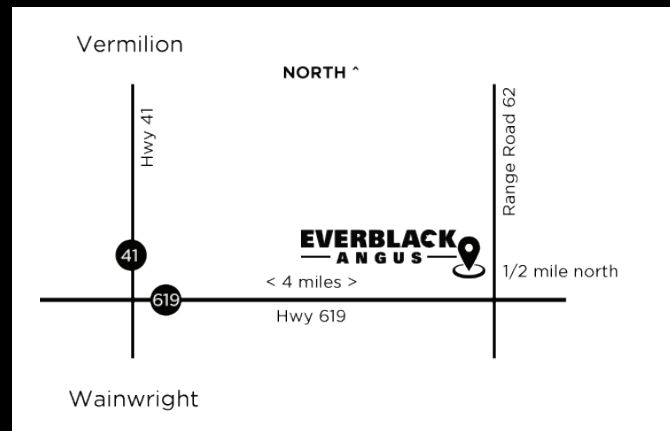 Vermilion
NORTH ^
Hwy 41
Range Road 62
EVERBLACK
ANGUS
41
1/2 mile north
< 4 miles >
619
Hwy 619
Wainwright